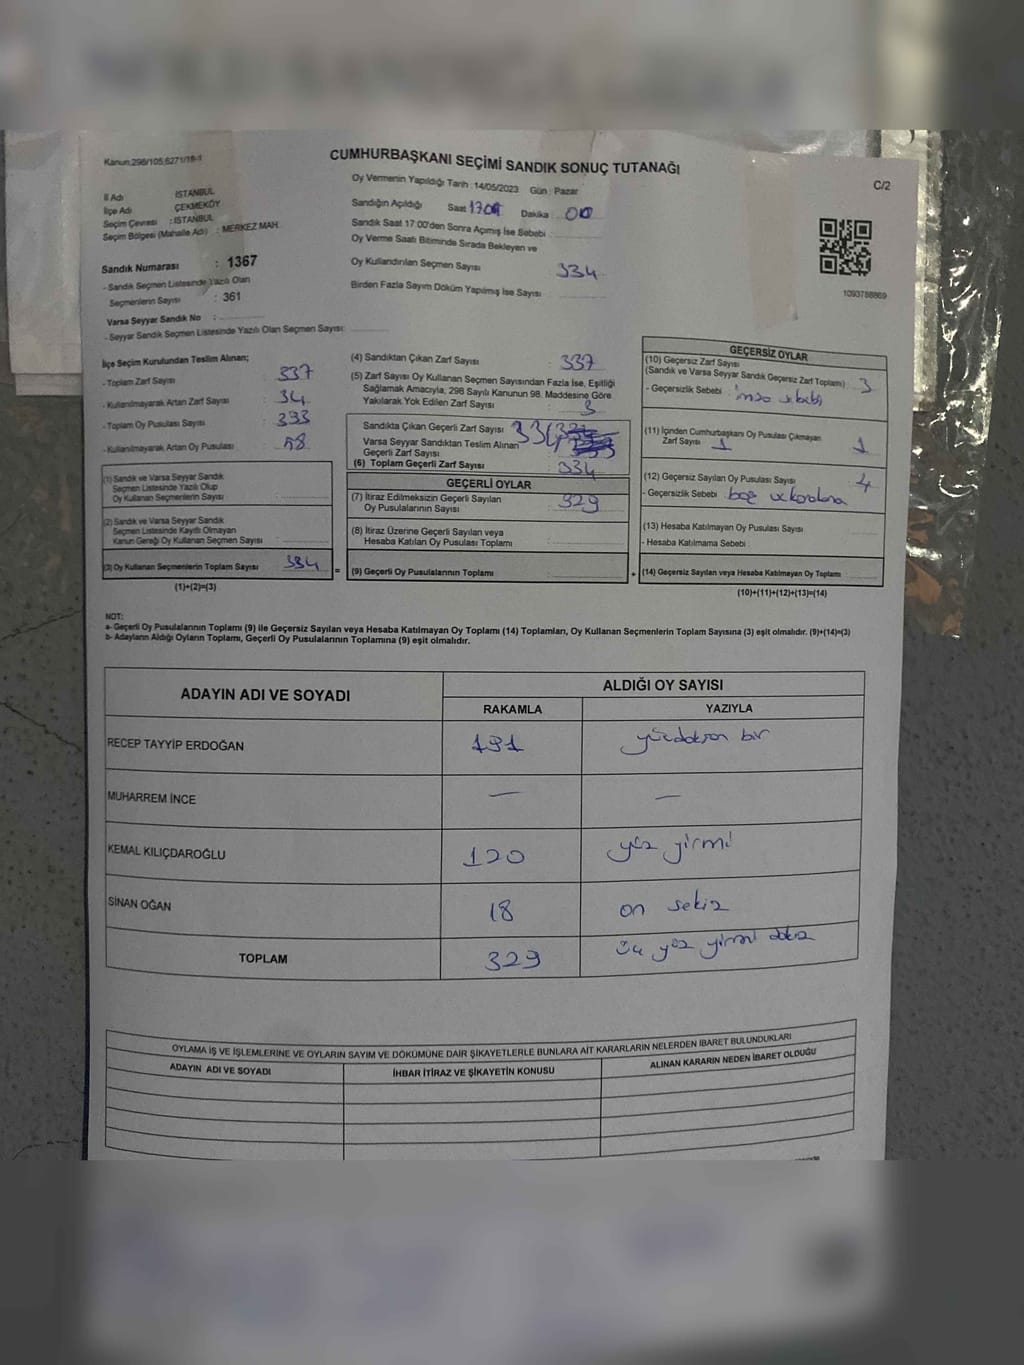 Kanun:298/105,6271/18-1
CUMHURBAŞKANI SEÇİMİ SANDIK SONUÇ TUTANAĞI
C/2
İl Adı İSTANBUL
İlçe Adı ÇEKMEKÖY
Seçim Çevresi : İSTANBUL
Seçim Bölgesi (Mahalle Adı) : MERKEZ MAH.
Sandık Numarası : 1367
- Sandık Seçmen Listesinde Yazılı Olan
Seçmenlerin Sayısı : 361
Varsa Seyyar Sandık No :
- Seyyar Sandık Seçmen Listesinde Yazılı Olan Seçmen Sayısı:
Oy Vermenin Yapıldığı Tarih : 14/05/2023 Gün : Pazar
Sandığın Açıldığı Saat Dakika 00
Sandık Saat 17:00'den Sonra Açımış İse Sebebi :
Oy Verme Saati Bitiminde Sırada Bekleyen ve
Oy Kullandırılan Seçmen Sayısı 334
Birden Fazla Sayım Döküm Yapılmış İse Sayısı :
1093788869
İlçe Seçim Kurulundan Teslim Alınan;
- Toplam Zarf Sayısı : 337
- Kullanılmayarak Artan Zarf Sayısı : 34
- Toplam Oy Pusulası Sayısı : 333
- Kullanılmayarak Artan Oy Pusulası : 58
(1) Sandık ve Varsa Seyyar Sandık
Seçmen Listesinde Yazılı Olup
Oy Kullanan Seçmenlerin Sayısı :
(2) Sandık ve Varsa Seyyar Sandık
Seçmen Listesinde Kayıtlı Olmayan
Kanun Gereği Oy Kullanan Seçmen Sayısı :
(3) Oy Kullanan Seçmenlerin Toplam Sayısı 334
(1)+(2)=(3)
(4) Sandıktan Çıkan Zarf Sayısı : 337
(5) Zarf Sayısı Oy Kullanan Seçmen Sayısından Fazla İse, Eşitliği
Sağlamak Amacıyla, 298 Sayılı Kanunun 98. Maddesine Göre
Yakılarak Yok Edilen Zarf Sayısı : 3
Sandıkta Çıkan Geçerli Zarf Sayısı : 334
Varsa Seyyar Sandıktan Teslim Alınan
Geçerli Zarf Sayısı :
(6) Toplam Geçerli Zarf Sayısı : 334
GEÇERLİ OYLAR
(7) İtiraz Edilmeksizin Geçerli Sayılan
Oy Pusulalarının Sayısı : 329
(8) İtiraz Üzerine Geçerli Sayılan veya
Hesaba Katılan Oy Pusulası Toplamı :
= (9) Geçerli Oy Pusulalarının Toplamı :
GEÇERSİZ OYLAR
(10) Geçersiz Zarf Sayısı
(Sandık ve Varsa Seyyar Sandık Geçersiz Zarf Toplamı) 3
- Geçersizlik Sebebi :
(11) İçinden Cumhurbaşkanı Oy Pusulası Çıkmayan
Zarf Sayısı : 1 1
(12) Geçersiz Sayılan Oy Pusulası Sayısı : 4
- Geçersizlik Sebebi boş
(13) Hesaba Katılmayan Oy Pusulası Sayısı :
- Hesaba Katılmama Sebebi :
+ (14) Geçersiz Sayılan veya Hesaba Katılmayan Oy Toplamı :
(10)+(11)+(12)+(13)=(14)
NOT:
a- Geçerli Oy Pusulalarının Toplamı (9) ile Geçersiz Sayılan veya Hesaba Katılmayan Oy Toplamı (14) Toplamları, Oy Kullanan Seçmenlerin Toplam Sayısına (3) eşit olmalıdır. (9)+(14)=(3)
b- Adayların Aldığı Oyların Toplamı, Geçerli Oy Pusulalarının Toplamına (9) eşit olmalıdır.
ADAYIN ADI VE SOYADI ALDIĞI OY SAYISI
RAKAMLA YAZIYLA
RECEP TAYYİP ERDOĞAN 191 yüzdoksan bir
MUHARREM İNCE — —
KEMAL KILIÇDAROĞLU 120 yüz yirmi
SİNAN OĞAN 18 on sekiz
TOPLAM 329 üç yüz yirmi dokuz
OYLAMA İŞ VE İŞLEMLERİNE VE OYLARIN SAYIM VE DÖKÜMÜNE DAİR ŞİKAYETLERLE BUNLARA AİT KARARLARIN NELERDEN İBARET BULUNDUKLARI
ADAYIN ADI VE SOYADI İHBAR İTİRAZ VE ŞİKAYETİN KONUSU ALINAN KARARIN NEDEN İBARET OLDUĞU